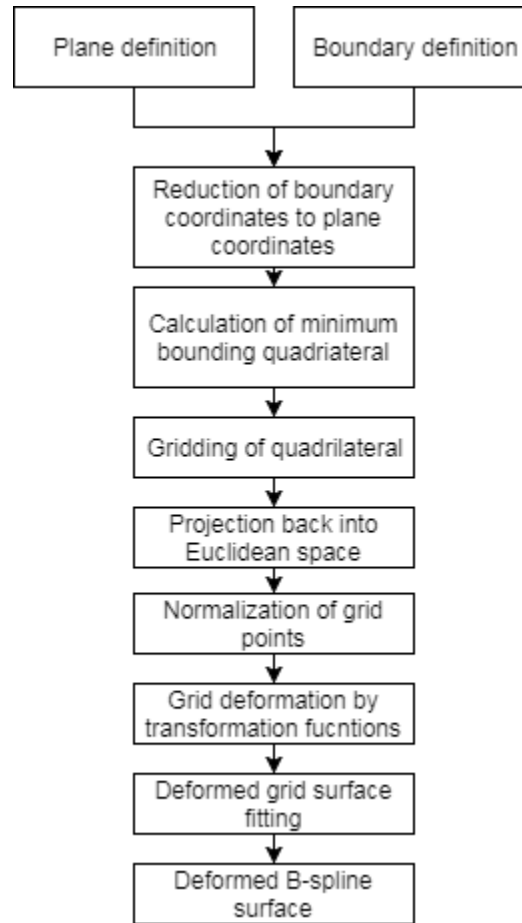 Plane definition
Boundary definition
Reduction of boundary
coordinates to plane
coordinates
Calculation of minimum
bounding quadriateral
Gridding of quadrilateral
Projection back into
Euclidean space
Normalization of grid
points
Grid deformation by
transformation fucntions
Deformed grid surface
fitting
Deformed B-spline
surface